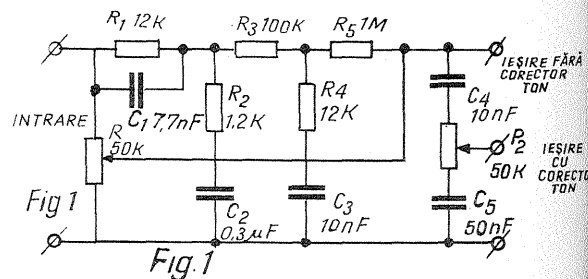 R1 12K
R3 100K
R5 1M
C1 7,7nF
R2
1,2K
R4
12K
INTRARE
R
50K
C2
0,3µF
C3
10nF
C4
10nF
P2
50K
C5
50nF
IEȘIRE FĂRĂ
CORECTOR
TON
IEȘIRE
CU
CORECTO
TON
Fig 1
Fig.1